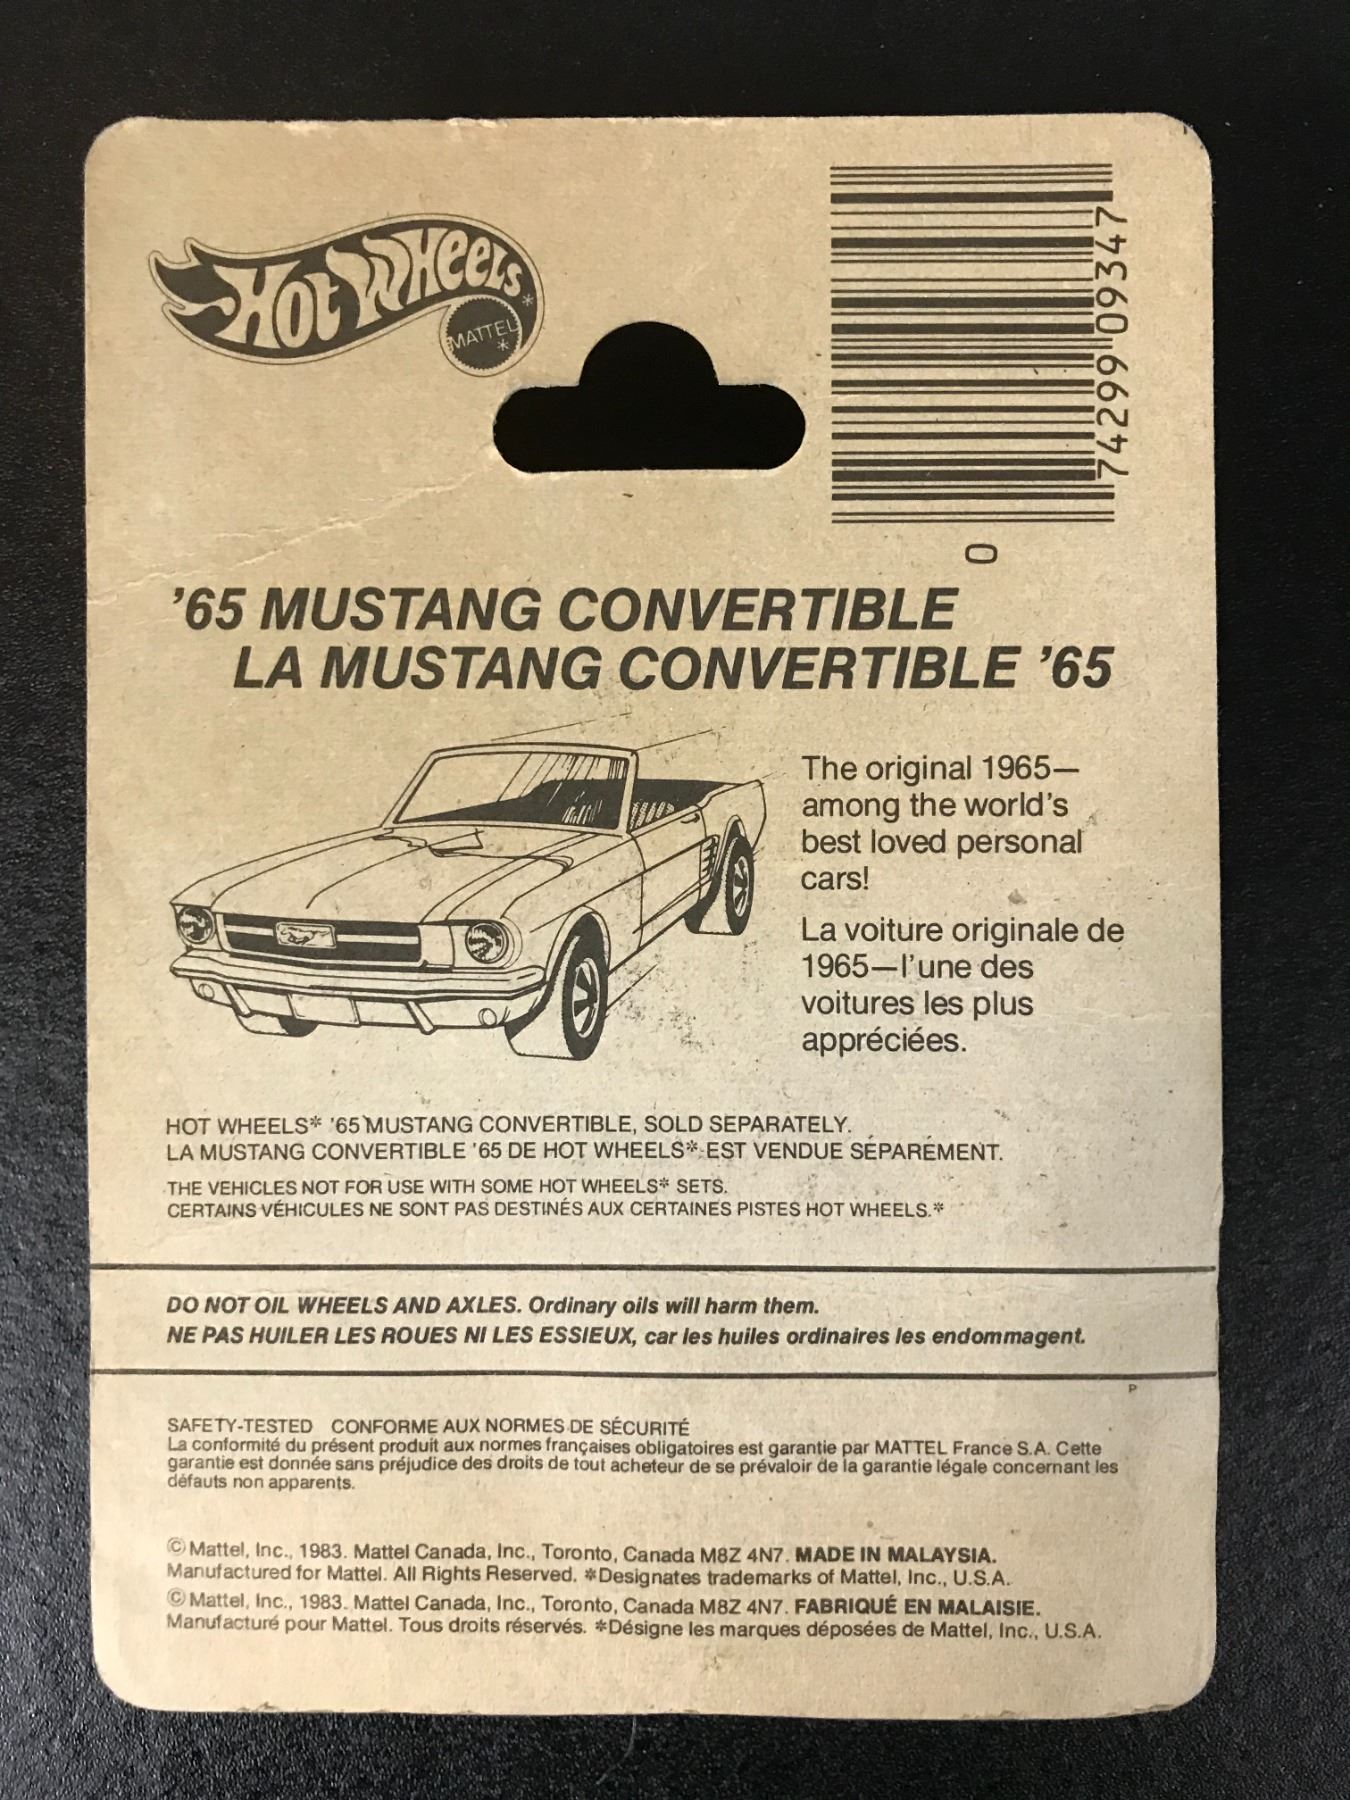 Hot Wheels*
MATTEL
*
74299 09347
0
'65 MUSTANG CONVERTIBLE
LA MUSTANG CONVERTIBLE '65
The original 1965—
among the world's
best loved personal
cars!
La voiture originale de
1965—l'une des
voitures les plus
appréciées.
HOT WHEELS* '65 MUSTANG CONVERTIBLE, SOLD SEPARATELY.
LA MUSTANG CONVERTIBLE '65 DE HOT WHEELS* EST VENDUE SÉPARÉMENT.
THE VEHICLES NOT FOR USE WITH SOME HOT WHEELS* SETS.
CERTAINS VÉHICULES NE SONT PAS DESTINÉS AUX CERTAINES PISTES HOT WHEELS.*
DO NOT OIL WHEELS AND AXLES. Ordinary oils will harm them.
NE PAS HUILER LES ROUES NI LES ESSIEUX, car les huiles ordinaires les endommagent.
P
SAFETY-TESTED CONFORME AUX NORMES DE SÉCURITÉ
La conformité du présent produit aux normes françaises obligatoires est garantie par MATTEL France S.A. Cette
garantie est donnée sans préjudice des droits de tout acheteur de se prévaloir de la garantie légale concernant les
défauts non apparents.
© Mattel, Inc., 1983. Mattel Canada, Inc., Toronto, Canada M8Z 4N7. MADE IN MALAYSIA.
Manufactured for Mattel. All Rights Reserved. *Designates trademarks of Mattel, Inc., U.S.A.
© Mattel, Inc., 1983. Mattel Canada, Inc., Toronto, Canada M8Z 4N7. FABRIQUÉ EN MALAISIE.
Manufacturé pour Mattel. Tous droits réservés. *Désigne les marques déposées de Mattel, Inc., U.S.A.